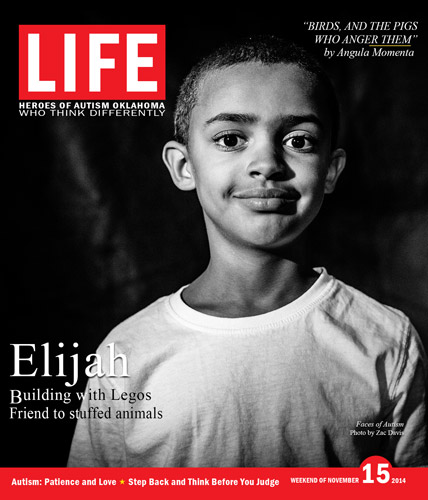 LIFE
HEROES OF AUTISM OKLAHOMA
WHO THINK DIFFERENTLY
“BIRDS, AND THE PIGS
WHO ANGER THEM”
by Angula Momenta
Elijah
Building with Legos
Friend to stuffed animals
Faces of Autism
Photo by Zac Davis
Autism: Patience and Love ★ Step Back and Think Before You Judge
WEEKEND OF NOVEMBER 15 2014